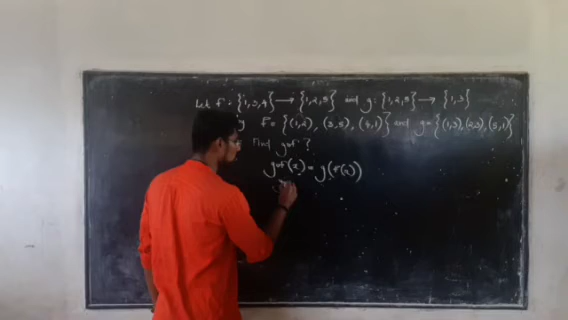 Let f : {1,3,4} → {1,2,5} and g : {1,2,5} → {1,3}
f = {(1,2), (3,5), (4,1)} and g = {(1,3), (2,3), (5,1)}
Find gof ?
gof(x) = g(f(x))